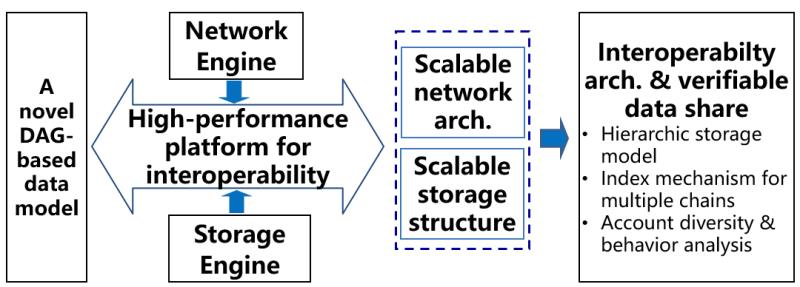 A
novel
DAG-
based
data
model
Network
Engine
High-performance
platform for
interoperability
Storage
Engine
Scalable
network
arch.
Scalable
storage
structure
Interoperabilty
arch. & verifiable
data share
• Hierarchic storage
model
• Index mechanism for
multiple chains
• Account diversity &
behavior analysis